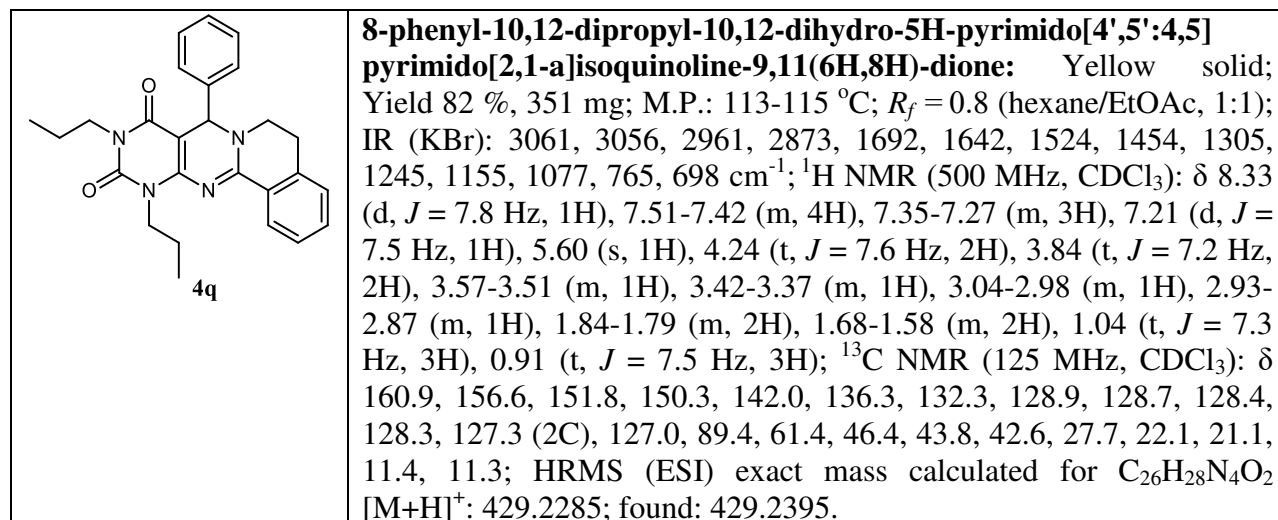 O
N
N
O
N
N
4q
8-phenyl-10,12-dipropyl-10,12-dihydro-5H-pyrimido[4',5':4,5]
pyrimido[2,1-a]isoquinoline-9,11(6H,8H)-dione: Yellow solid;
Yield 82 %, 351 mg; M.P.: 113-115 °C; Rf = 0.8 (hexane/EtOAc, 1:1);
IR (KBr): 3061, 3056, 2961, 2873, 1692, 1642, 1524, 1454, 1305,
1245, 1155, 1077, 765, 698 cm⁻¹; ¹H NMR (500 MHz, CDCl₃): δ 8.33
(d, J = 7.8 Hz, 1H), 7.51-7.42 (m, 4H), 7.35-7.27 (m, 3H), 7.21 (d, J =
7.5 Hz, 1H), 5.60 (s, 1H), 4.24 (t, J = 7.6 Hz, 2H), 3.84 (t, J = 7.2 Hz,
2H), 3.57-3.51 (m, 1H), 3.42-3.37 (m, 1H), 3.04-2.98 (m, 1H), 2.93-
2.87 (m, 1H), 1.84-1.79 (m, 2H), 1.68-1.58 (m, 2H), 1.04 (t, J = 7.3
Hz, 3H), 0.91 (t, J = 7.5 Hz, 3H); ¹³C NMR (125 MHz, CDCl₃): δ
160.9, 156.6, 151.8, 150.3, 142.0, 136.3, 132.3, 128.9, 128.7, 128.4,
128.3, 127.3 (2C), 127.0, 89.4, 61.4, 46.4, 43.8, 42.6, 27.7, 22.1, 21.1,
11.4, 11.3; HRMS (ESI) exact mass calculated for C₂₆H₂₈N₄O₂
[M+H]⁺: 429.2285; found: 429.2395.